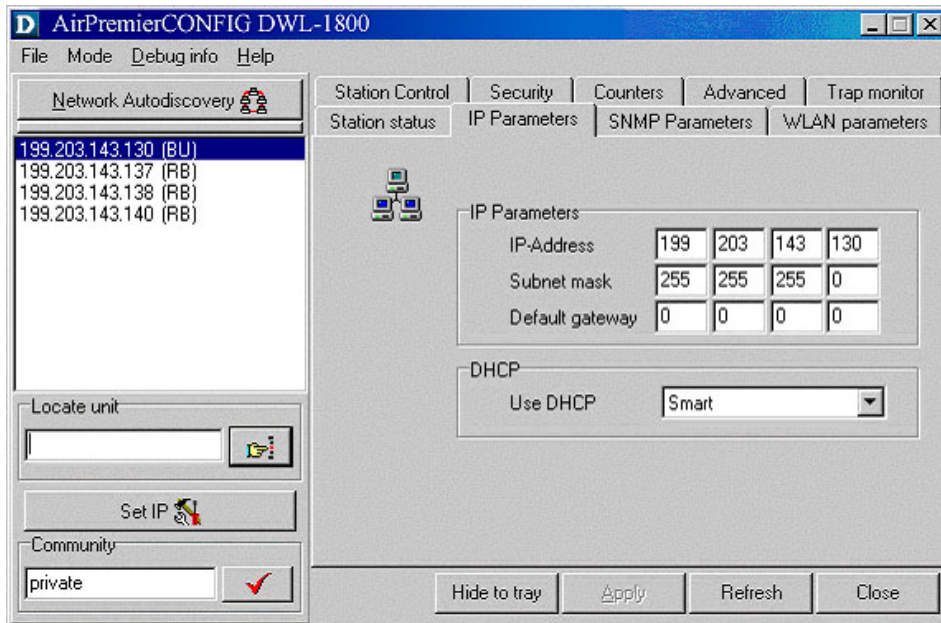 D AirPremierCONFIG DWL-1800
File Mode Debug info Help
Network Autodiscovery
199.203.143.130 (BU)
199.203.143.137 (RB)
199.203.143.138 (RB)
199.203.143.140 (RB)
Locate unit
Set IP
Community
private
Station Control Security Counters Advanced Trap monitor
Station status IP Parameters SNMP Parameters WLAN parameters
IP Parameters
IP-Address 199 203 143 130
Subnet mask 255 255 255 0
Default gateway 0 0 0 0
DHCP
Use DHCP Smart
Hide to tray Apply Refresh Close